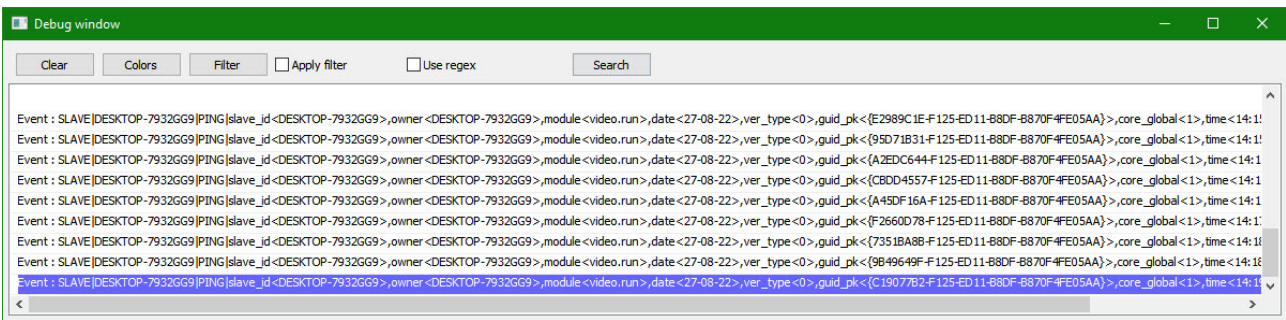 Debug window
Clear Colors Filter Apply filter Use regex Search
Event : SLAVE|DESKTOP-7932GG9|PING|slave_id<DESKTOP-7932GG9>,owner<DESKTOP-7932GG9>,module<video.run>,date<27-08-22>,ver_type<0>,guid_pk<{E2989C1E-F125-ED11-B8DF-B870F4FE05AA}>,core_global<1>,time<14:15
Event : SLAVE|DESKTOP-7932GG9|PING|slave_id<DESKTOP-7932GG9>,owner<DESKTOP-7932GG9>,module<video.run>,date<27-08-22>,ver_type<0>,guid_pk<{95D71B31-F125-ED11-B8DF-B870F4FE05AA}>,core_global<1>,time<14:15
Event : SLAVE|DESKTOP-7932GG9|PING|slave_id<DESKTOP-7932GG9>,owner<DESKTOP-7932GG9>,module<video.run>,date<27-08-22>,ver_type<0>,guid_pk<{A2EDC644-F125-ED11-B8DF-B870F4FE05AA}>,core_global<1>,time<14:1
Event : SLAVE|DESKTOP-7932GG9|PING|slave_id<DESKTOP-7932GG9>,owner<DESKTOP-7932GG9>,module<video.run>,date<27-08-22>,ver_type<0>,guid_pk<{CBDD4557-F125-ED11-B8DF-B870F4FE05AA}>,core_global<1>,time<14:1
Event : SLAVE|DESKTOP-7932GG9|PING|slave_id<DESKTOP-7932GG9>,owner<DESKTOP-7932GG9>,module<video.run>,date<27-08-22>,ver_type<0>,guid_pk<{A45DF16A-F125-ED11-B8DF-B870F4FE05AA}>,core_global<1>,time<14:1
Event : SLAVE|DESKTOP-7932GG9|PING|slave_id<DESKTOP-7932GG9>,owner<DESKTOP-7932GG9>,module<video.run>,date<27-08-22>,ver_type<0>,guid_pk<{F2660D78-F125-ED11-B8DF-B870F4FE05AA}>,core_global<1>,time<14:17
Event : SLAVE|DESKTOP-7932GG9|PING|slave_id<DESKTOP-7932GG9>,owner<DESKTOP-7932GG9>,module<video.run>,date<27-08-22>,ver_type<0>,guid_pk<{7351BA8B-F125-ED11-B8DF-B870F4FE05AA}>,core_global<1>,time<14:18
Event : SLAVE|DESKTOP-7932GG9|PING|slave_id<DESKTOP-7932GG9>,owner<DESKTOP-7932GG9>,module<video.run>,date<27-08-22>,ver_type<0>,guid_pk<{9B49649F-F125-ED11-B8DF-B870F4FE05AA}>,core_global<1>,time<14:18
Event : SLAVE|DESKTOP-7932GG9|PING|slave_id<DESKTOP-7932GG9>,owner<DESKTOP-7932GG9>,module<video.run>,date<27-08-22>,ver_type<0>,guid_pk<{C19077B2-F125-ED11-B8DF-B870F4FE05AA}>,core_global<1>,time<14:19